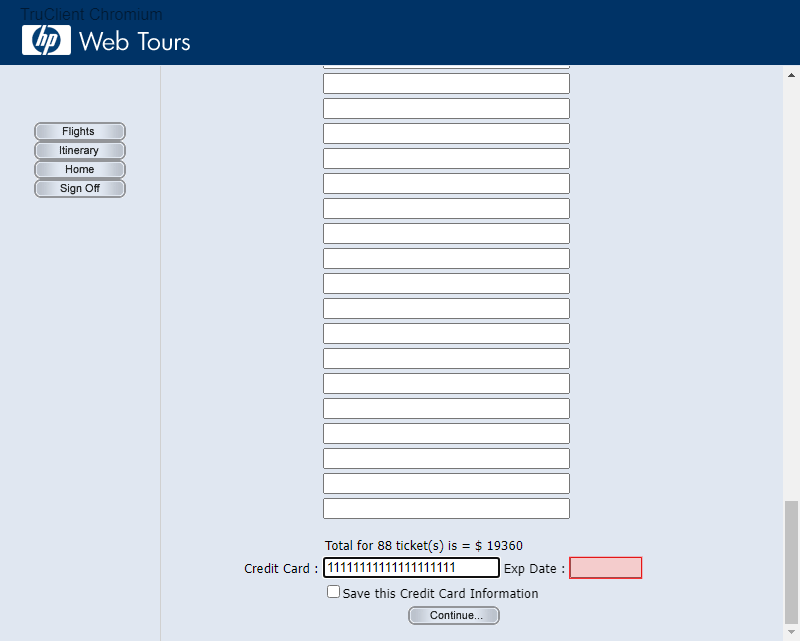 TruClient Chromium
hp Web Tours
Flights
Itinerary
Home
Sign Off
Total for 88 ticket(s) is = $ 19360
Credit Card : 11111111111111111111 Exp Date :
Save this Credit Card Information
Continue...